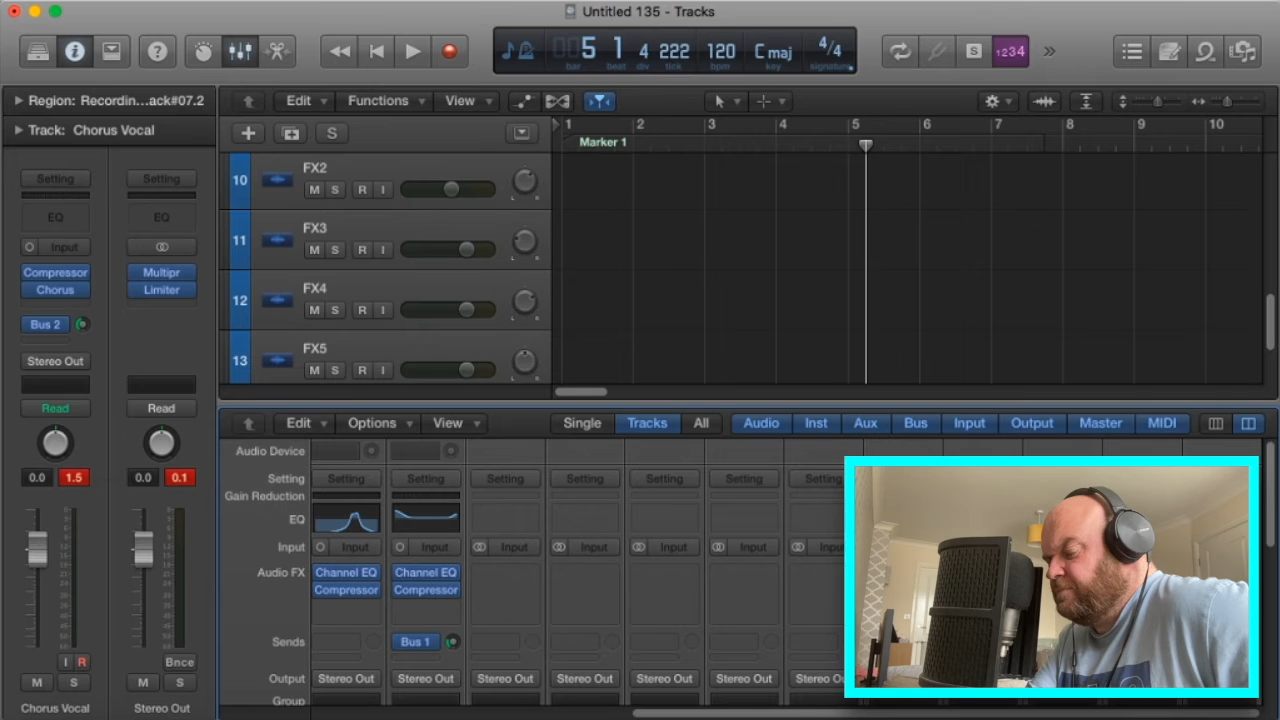 Untitled 135 - Tracks
5 1 4 222 120 C maj 4/4
bar beat div tick bpm key signature
S 1234
Region: Recordin...ack#07.2
Track: Chorus Vocal
Edit Functions View
S
1 2 3 4 5 6 7 8 9 10
Marker 1
10 FX2
M S R I
L R
11 FX3
M S R I
L R
12 FX4
M S R I
L R
13 FX5
M S R I
L R
Setting Setting
EQ EQ
Input
Compressor Multipr
Chorus Limiter
Bus 2
Stereo Out
Read Read
0.0 1.5 0.0 0.1
I R Bnce
M S M S
Chorus Vocal Stereo Out
Edit Options View Single Tracks All Audio Inst Aux Bus Input Output Master MIDI
Audio Device
Setting Setting Setting Setting Setting Setting Setting Setting
Gain Reduction
EQ
Input Input Input Input Input Input Input Input
Audio FX Channel EQ Channel EQ
Compressor Compressor
Sends Bus 1
Output Stereo Out Stereo Out Stereo Out Stereo Out Stereo Out Stereo Out Stereo Ou
Group